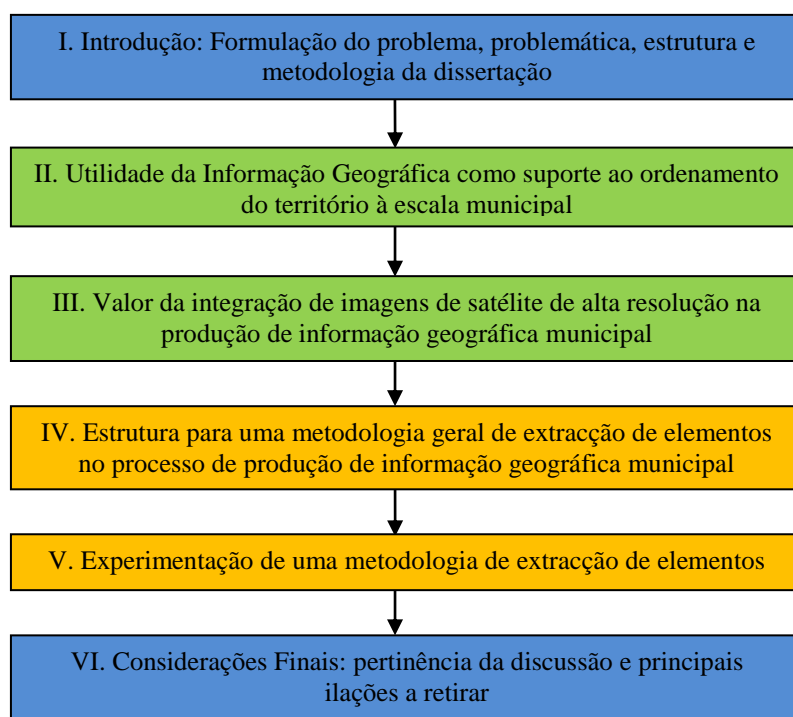 I. Introdução: Formulação do problema, problemática, estrutura e
metodologia da dissertação
II. Utilidade da Informação Geográfica como suporte ao ordenamento
do território à escala municipal
III. Valor da integração de imagens de satélite de alta resolução na
produção de informação geográfica municipal
IV. Estrutura para uma metodologia geral de extracção de elementos
no processo de produção de informação geográfica municipal
V. Experimentação de uma metodologia de extracção de elementos
VI. Considerações Finais: pertinência da discussão e principais
ilações a retirar